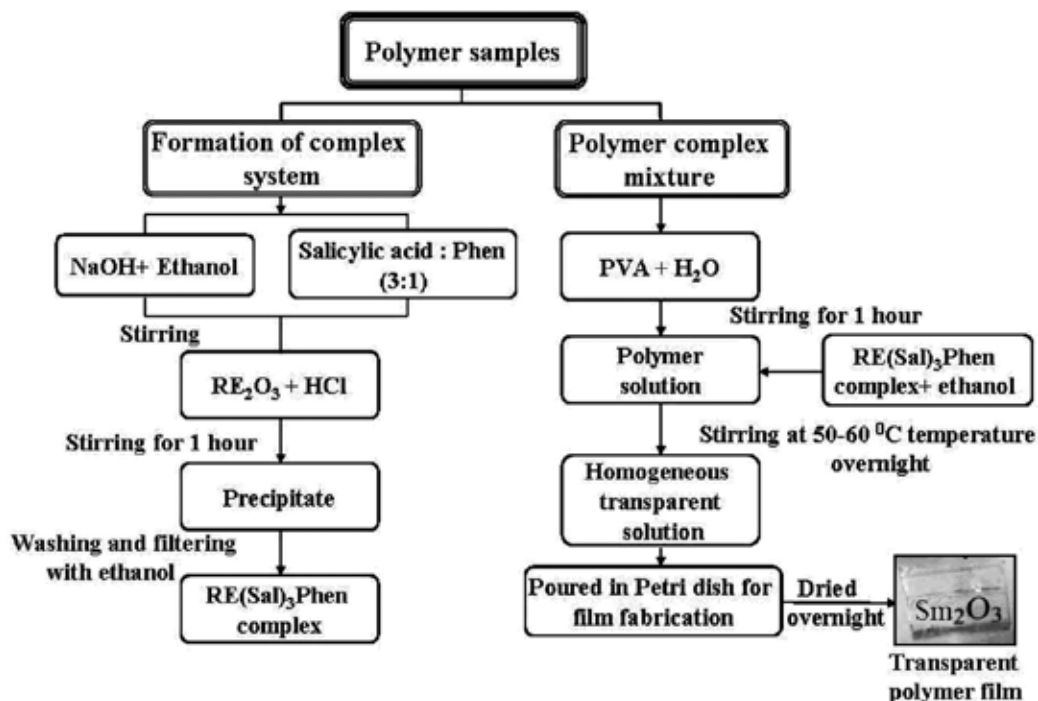 Polymer samples
Formation of complex
system
NaOH+ Ethanol
Salicylic acid : Phen
(3:1)
Stirring
RE₂O₃ + HCl
Stirring for 1 hour
Precipitate
Washing and filtering
with ethanol
RE(Sal)₃Phen
complex
Polymer complex
mixture
PVA + H₂O
Stirring for 1 hour
Polymer
solution
RE(Sal)₃Phen
complex+ ethanol
Stirring at 50-60 ⁰C temperature
overnight
Homogeneous
transparent
solution
Poured in Petri dish for
film fabrication
Dried
overnight
Sm₂O₃
Transparent
polymer film